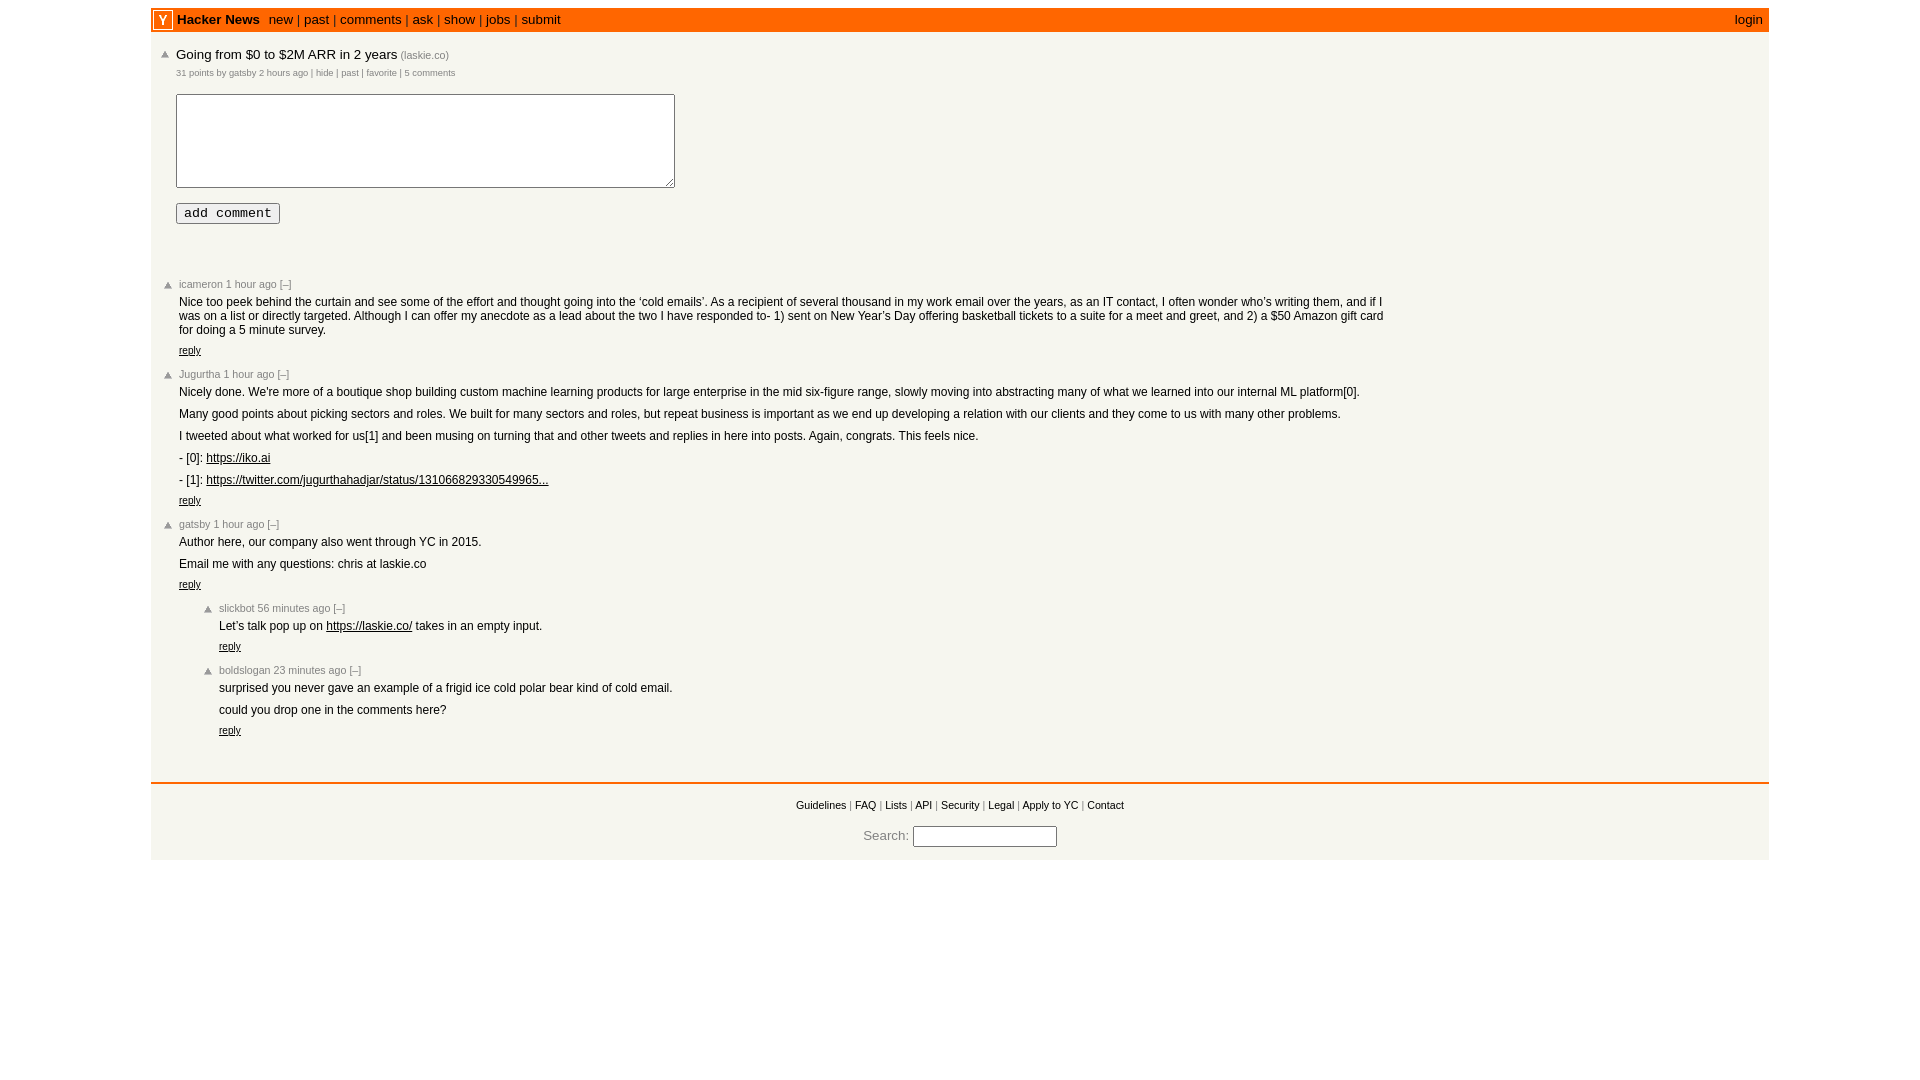 Y Hacker News new | past | comments | ask | show | jobs | submit login
Going from $0 to $2M ARR in 2 years (laskie.co)
31 points by gatsby 2 hours ago | hide | past | favorite | 5 comments
add comment
icameron 1 hour ago [–]
Nice too peek behind the curtain and see some of the effort and thought going into the ‘cold emails’. As a recipient of several thousand in my work email over the years, as an IT contact, I often wonder who’s writing them, and if I
was on a list or directly targeted. Although I can offer my anecdote as a lead about the two I have responded to- 1) sent on New Year’s Day offering basketball tickets to a suite for a meet and greet, and 2) a $50 Amazon gift card
for doing a 5 minute survey.
reply
Jugurtha 1 hour ago [–]
Nicely done. We're more of a boutique shop building custom machine learning products for large enterprise in the mid six-figure range, slowly moving into abstracting many of what we learned into our internal ML platform[0].
Many good points about picking sectors and roles. We built for many sectors and roles, but repeat business is important as we end up developing a relation with our clients and they come to us with many other problems.
I tweeted about what worked for us[1] and been musing on turning that and other tweets and replies in here into posts. Again, congrats. This feels nice.
- [0]: https://iko.ai
- [1]: https://twitter.com/jugurthahadjar/status/131066829330549965...
reply
gatsby 1 hour ago [–]
Author here, our company also went through YC in 2015.
Email me with any questions: chris at laskie.co
reply
slickbot 56 minutes ago [–]
Let’s talk pop up on https://laskie.co/ takes in an empty input.
reply
boldslogan 23 minutes ago [–]
surprised you never gave an example of a frigid ice cold polar bear kind of cold email.
could you drop one in the comments here?
reply
Guidelines | FAQ | Lists | API | Security | Legal | Apply to YC | Contact
Search: